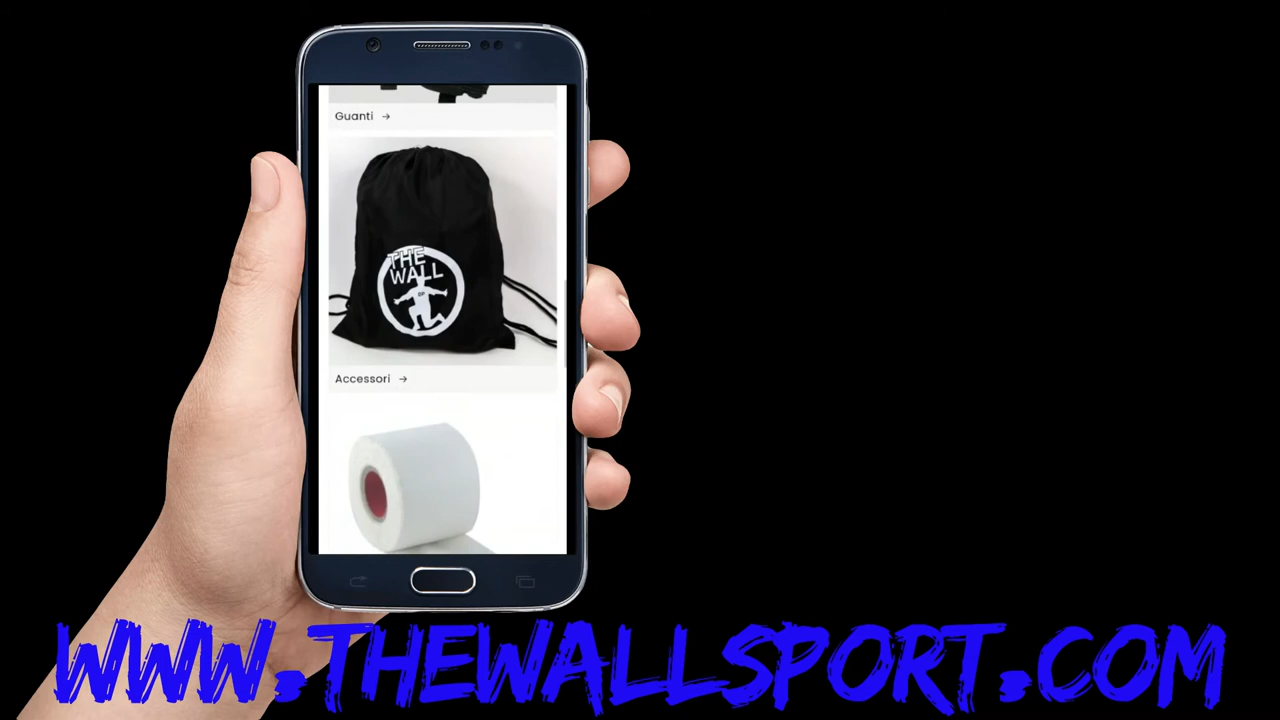 Guanti →
THE
WALL
Accessori →
WWW.THEWALLSPORT.COM